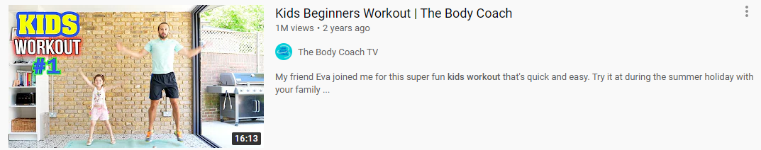 KIDS
WORKOUT
#1
16:13
Kids Beginners Workout | The Body Coach
1M views • 2 years ago
The Body Coach TV
My friend Eva joined me for this super fun kids workout that's quick and easy. Try it at during the summer holiday with
your family ...